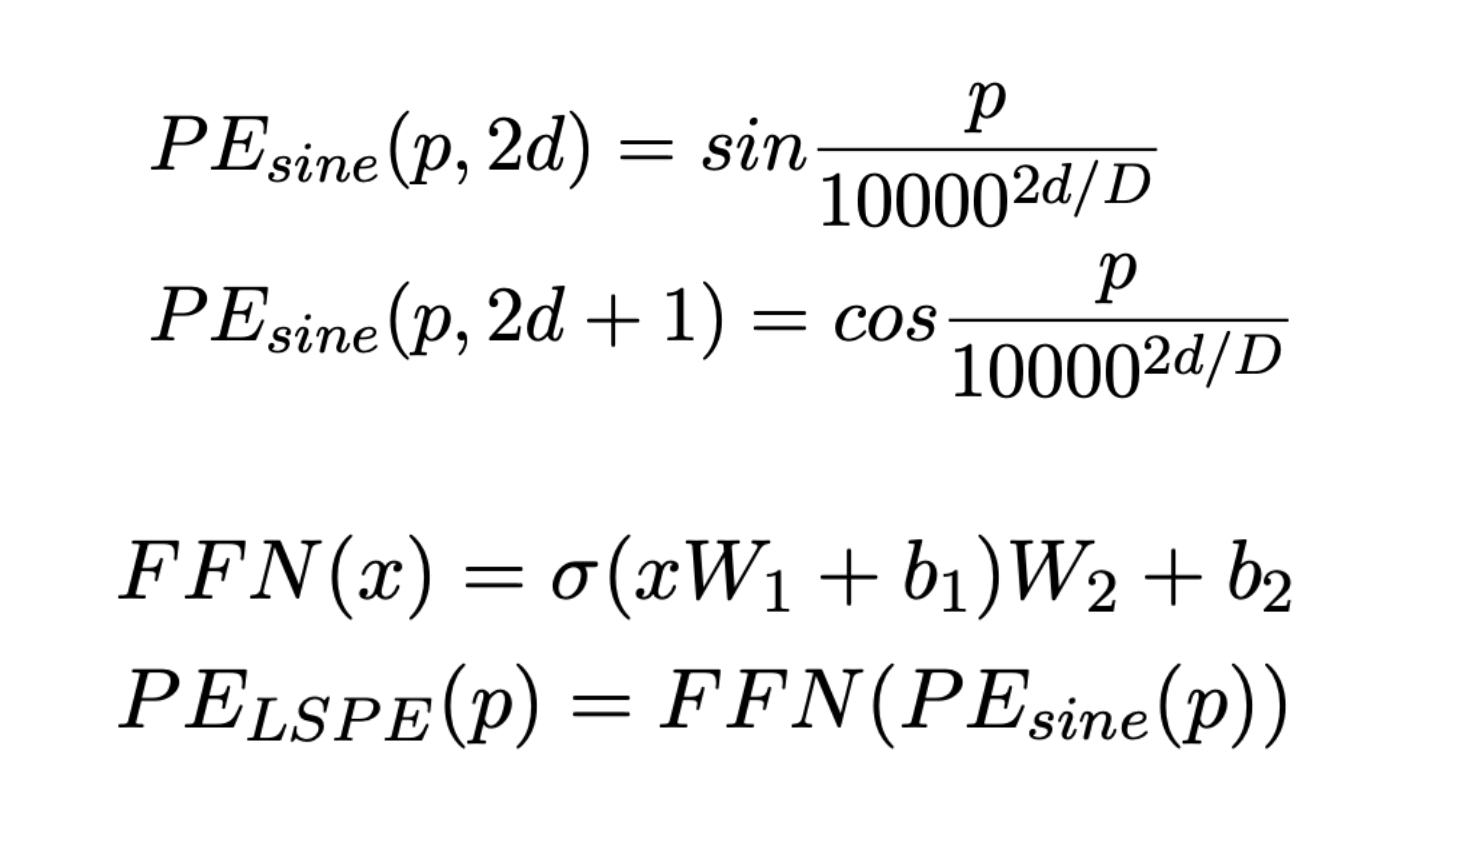 $PE_{sine}(p, 2d) = sin\frac{p}{10000^{2d/D}}$
$PE_{sine}(p, 2d + 1) = cos\frac{p}{10000^{2d/D}}$
$FFN(x) = \sigma(xW_1 + b_1)W_2 + b_2$
$PE_{LSPE}(p) = FFN(PE_{sine}(p))$